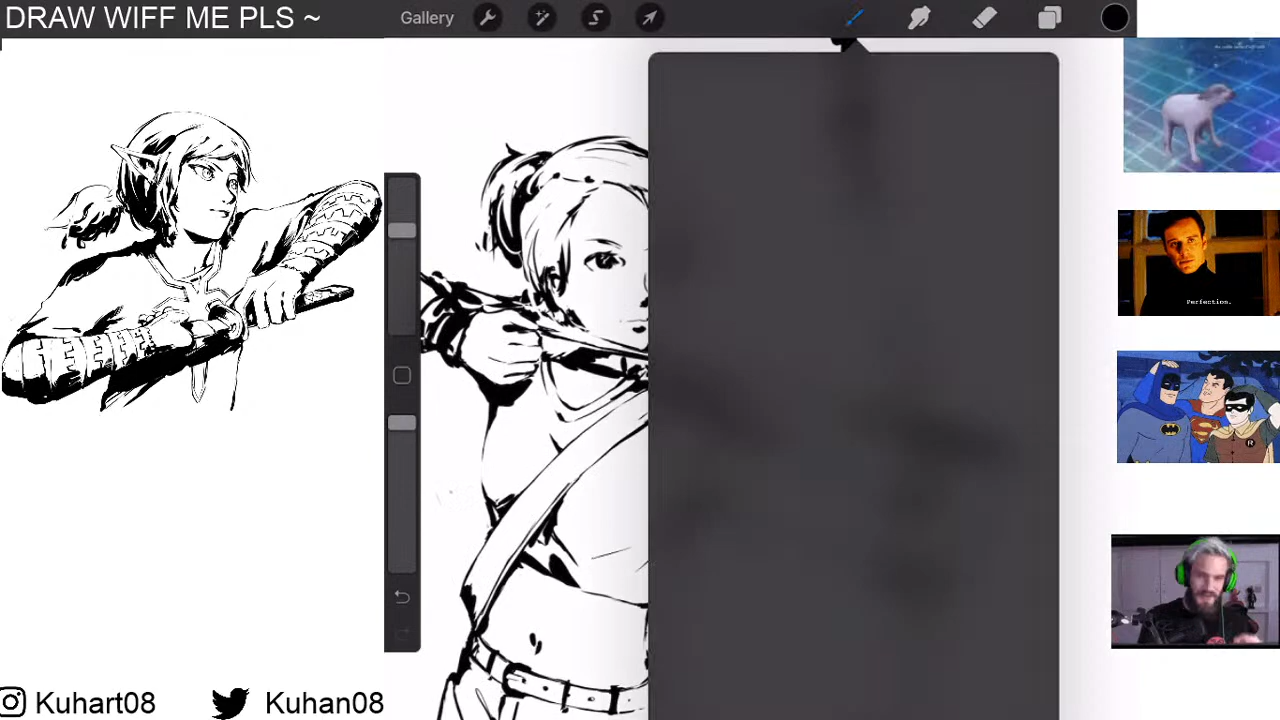 DRAW WIFF ME PLS ~
Gallery
Perfection.
R
Kuhart08
Kuhan08